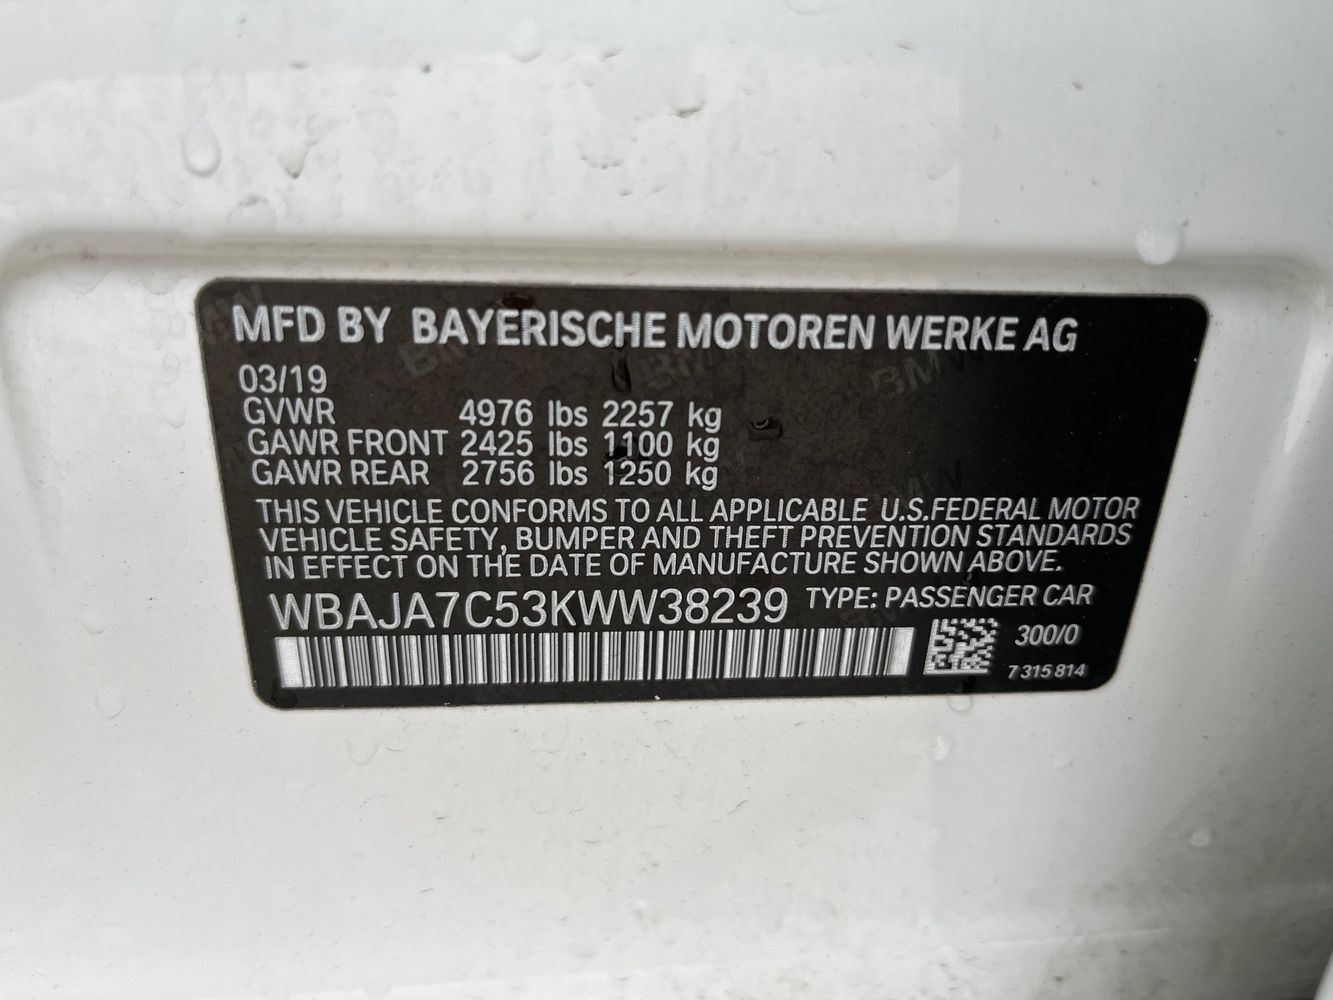 MFD BY BAYERISCHE MOTOREN WERKE AG
03/19
GVWR 4976 lbs 2257 kg
GAWR FRONT 2425 lbs 1100 kg
GAWR REAR 2756 lbs 1250 kg
THIS VEHICLE CONFORMS TO ALL APPLICABLE U.S.FEDERAL MOTOR
VEHICLE SAFETY, BUMPER AND THEFT PREVENTION STANDARDS
IN EFFECT ON THE DATE OF MANUFACTURE SHOWN ABOVE.
WBAJA7C53KWW38239 TYPE: PASSENGER CAR
300/0
7 315 814